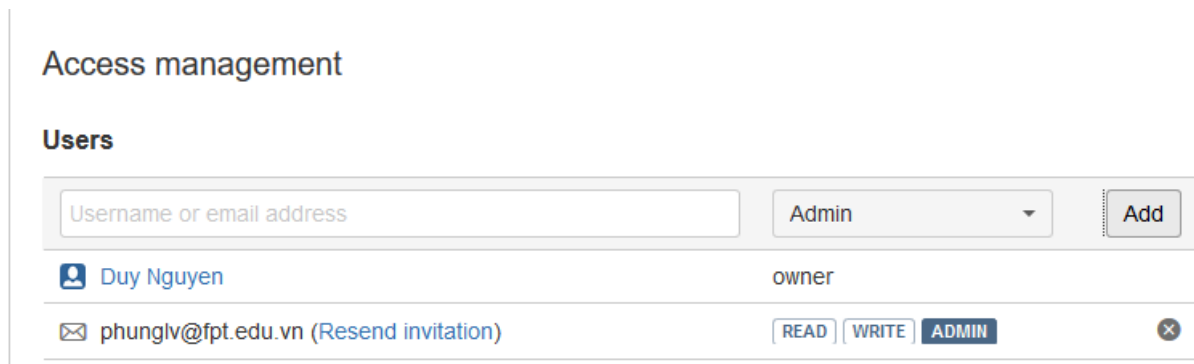 Access management
Users
Username or email address Admin Add
Duy Nguyen owner
phunglv@fpt.edu.vn (Resend invitation) READ WRITE ADMIN